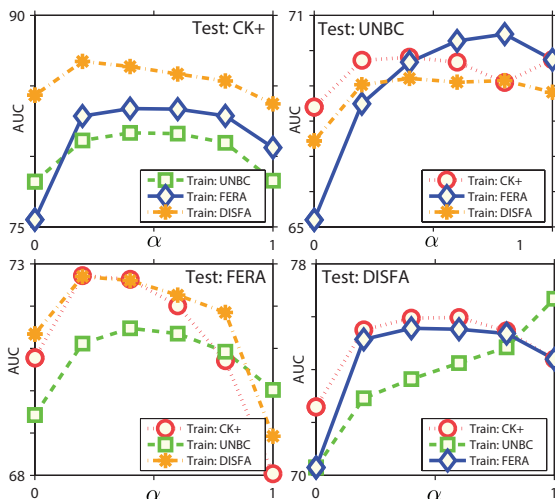 90
Test: CK+
AUC
Train: UNBC
Train: FERA
Train: DISFA
75
0
α
1
71
Test: UNBC
AUC
Train: CK+
Train: FERA
Train: DISFA
65
0
α
1
73
Test: FERA
AUC
Train: CK+
Train: UNBC
Train: DISFA
68
0
α
1
78
Test: DISFA
AUC
Train: CK+
Train: UNBC
Train: FERA
70
0
α
1